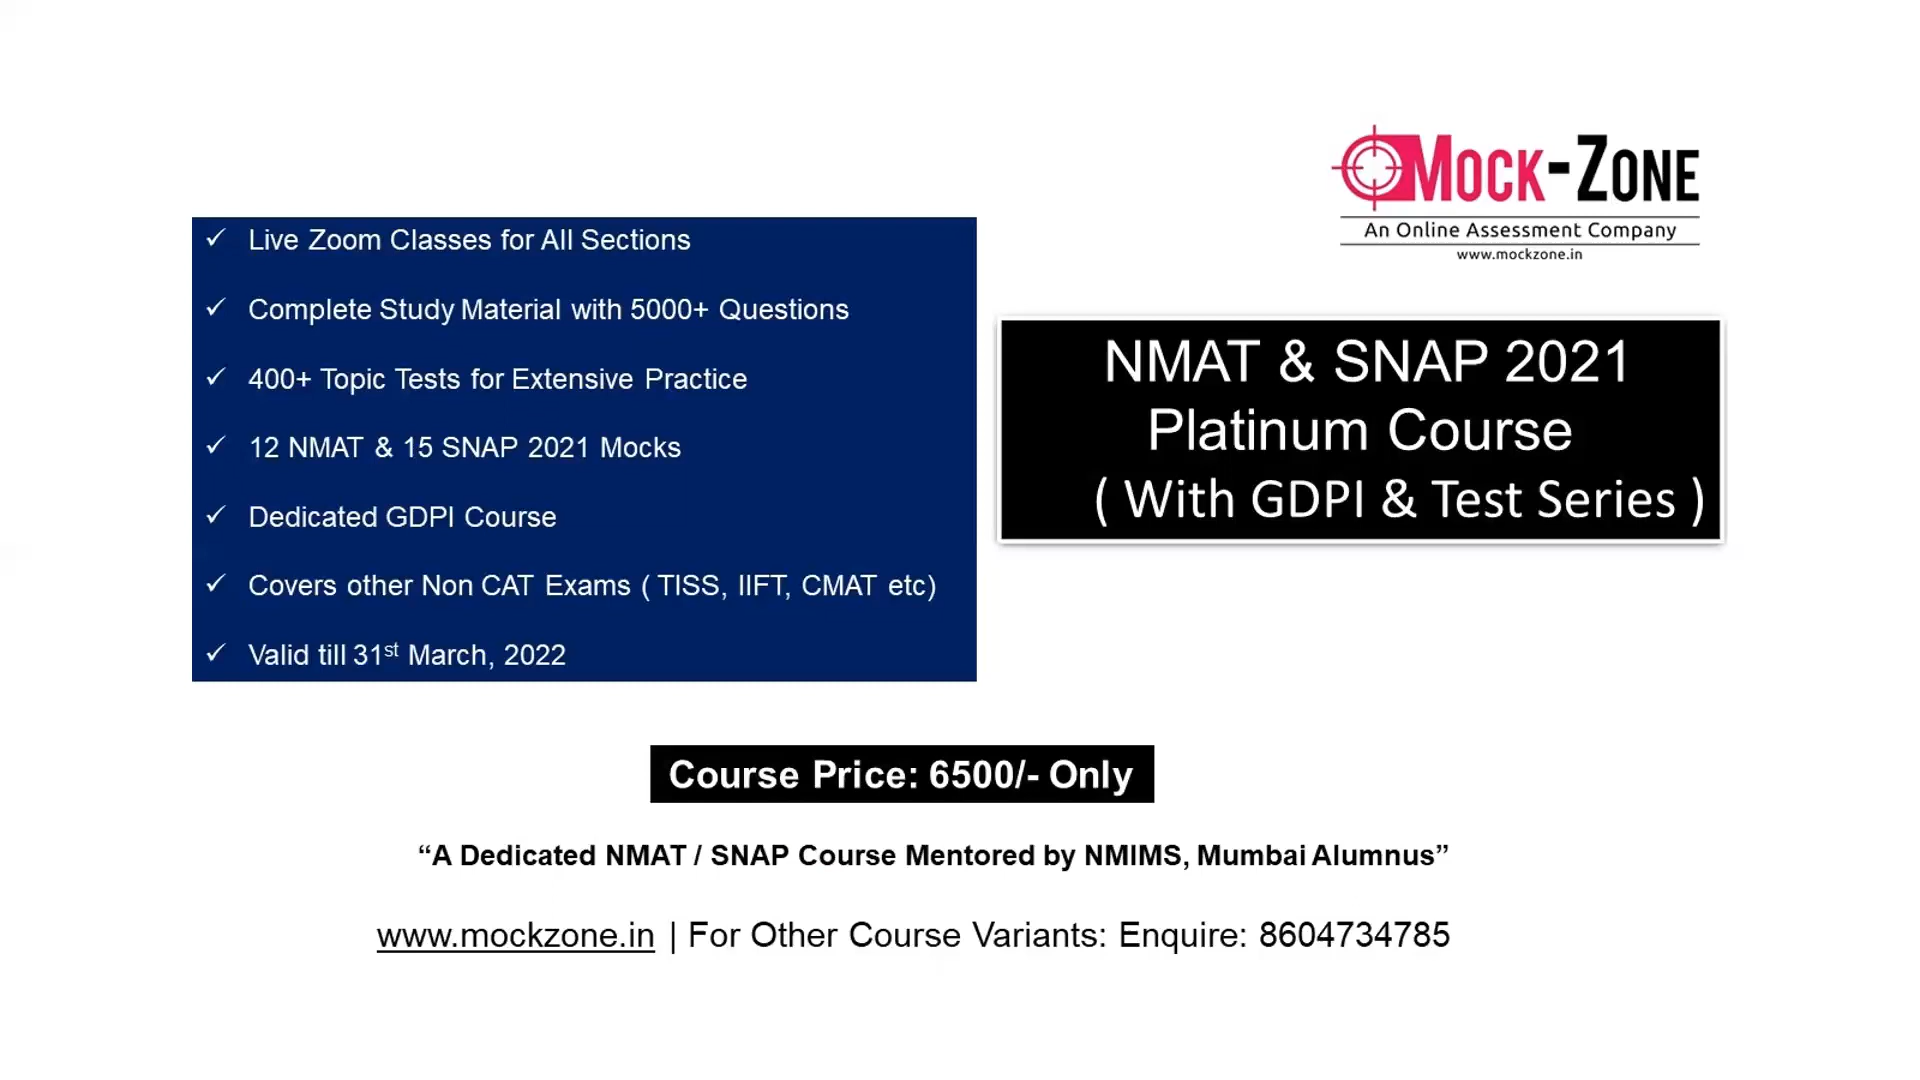 Mock-Zone
An Online Assessment Company
www.mockzone.in
✓ Live Zoom Classes for All Sections
✓ Complete Study Material with 5000+ Questions
✓ 400+ Topic Tests for Extensive Practice
✓ 12 NMAT & 15 SNAP 2021 Mocks
✓ Dedicated GDPI Course
✓ Covers other Non CAT Exams ( TISS, IIFT, CMAT etc)
✓ Valid till 31st March, 2022
NMAT & SNAP 2021
Platinum Course
( With GDPI & Test Series )
Course Price: 6500/- Only
“A Dedicated NMAT / SNAP Course Mentored by NMIMS, Mumbai Alumnus”
www.mockzone.in | For Other Course Variants: Enquire: 8604734785